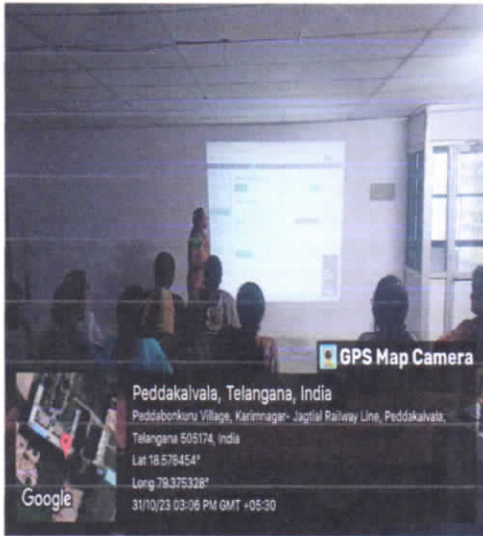 GPS Map Camera
Peddakalvala, Telangana, India
Peddabonkuru Village, Karimnagar- Jagtial Railway Line, Peddakalvala,
Telangana 505174, India
Lat 18.578454°
Long 79.375328°
31/10/23 03:06 PM GMT +05:30
Google